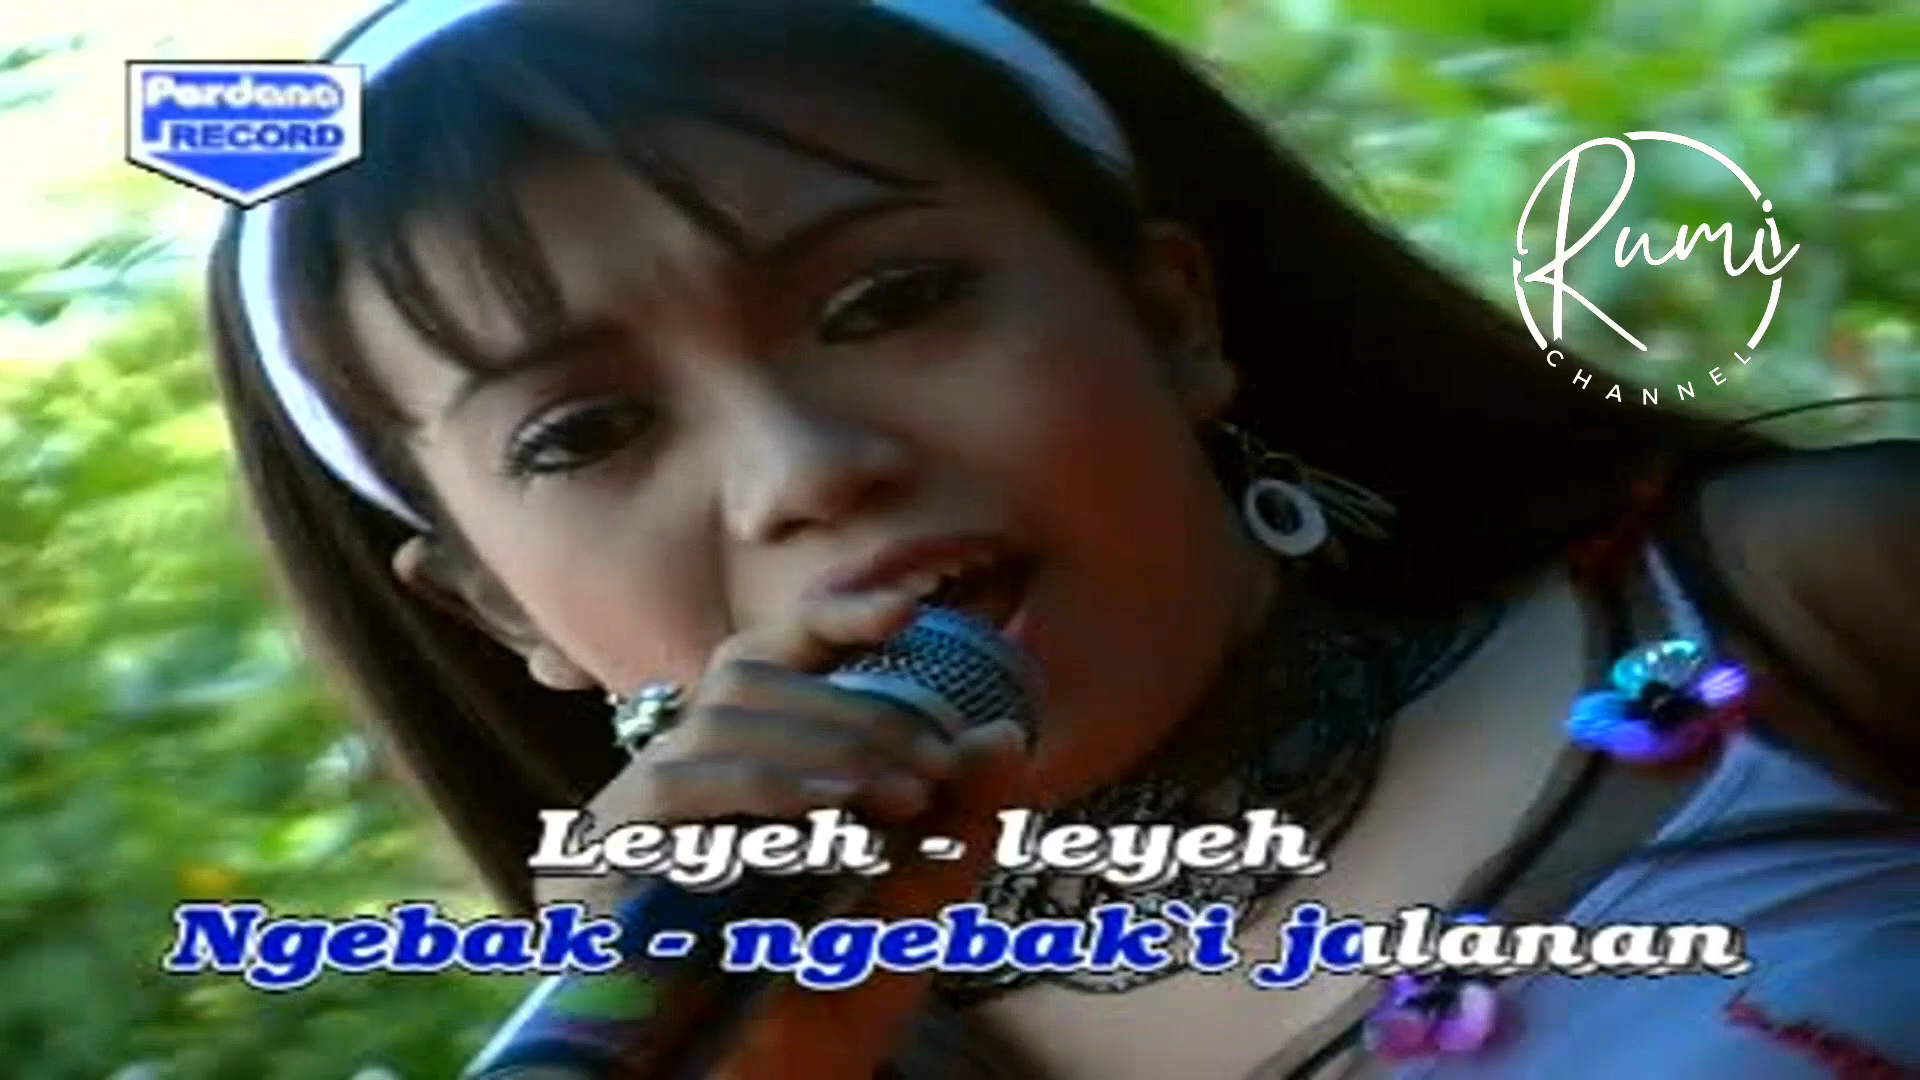 Perdana
RECORD
Rumi
CHANNEL
Leyeh - leyeh
Ngebak - ngebak`i jalanan